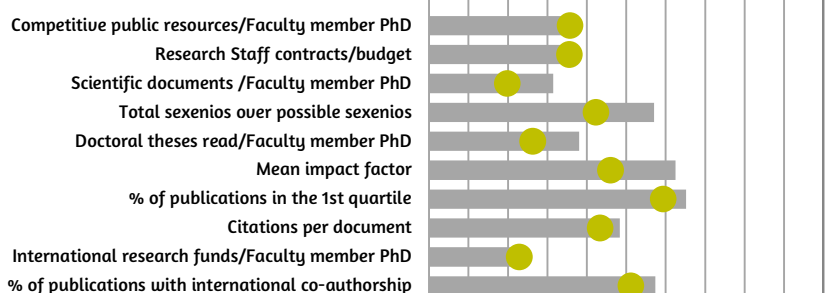 Competitive public resources/Faculty member PhD
Research Staff contracts/budget
Scientific documents /Faculty member PhD
Total sexenios over possible sexenios
Doctoral theses read/Faculty member PhD
Mean impact factor
% of publications in the 1st quartile
Citations per document
International research funds/Faculty member PhD
% of publications with international co-authorship